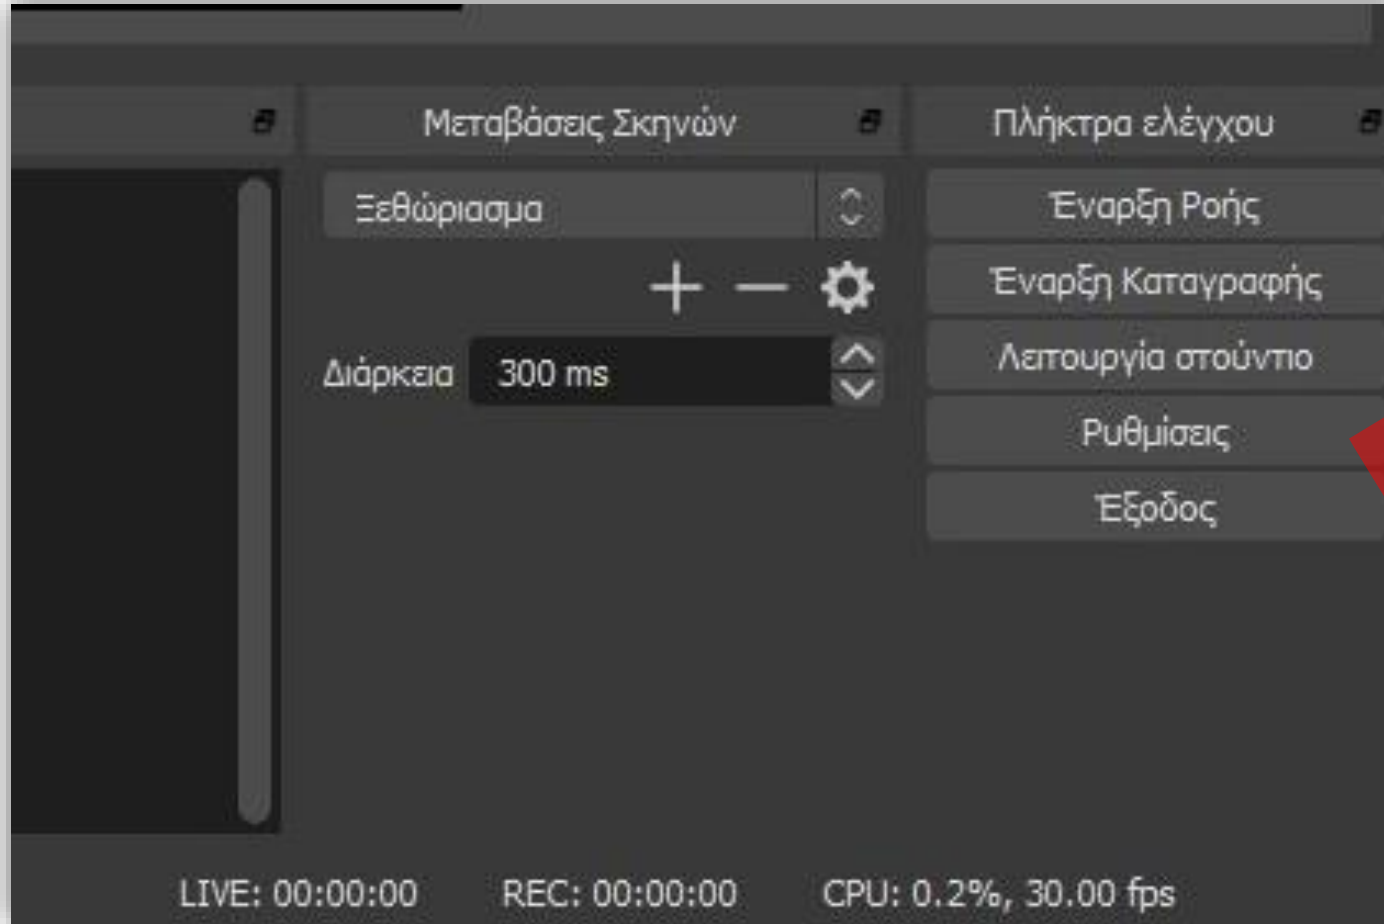 Μεταβάσεις Σκηνών
Ξεθώριασμα
Διάρκεια 300 ms
Πλήκτρα ελέγχου
Έναρξη Ροής
Έναρξη Καταγραφής
Λειτουργία στούντιο
Ρυθμίσεις
Έξοδος
LIVE: 00:00:00 REC: 00:00:00 CPU: 0.2%, 30.00 fps